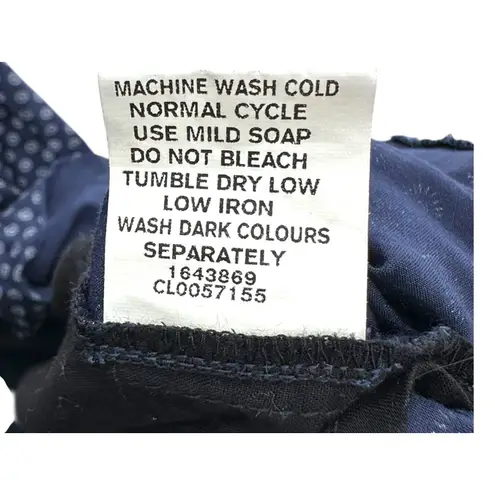 MACHINE WASH COLD
NORMAL CYCLE
USE MILD SOAP
DO NOT BLEACH
TUMBLE DRY LOW
LOW IRON
WASH DARK COLOURS
SEPARATELY
1643869
CL0057155